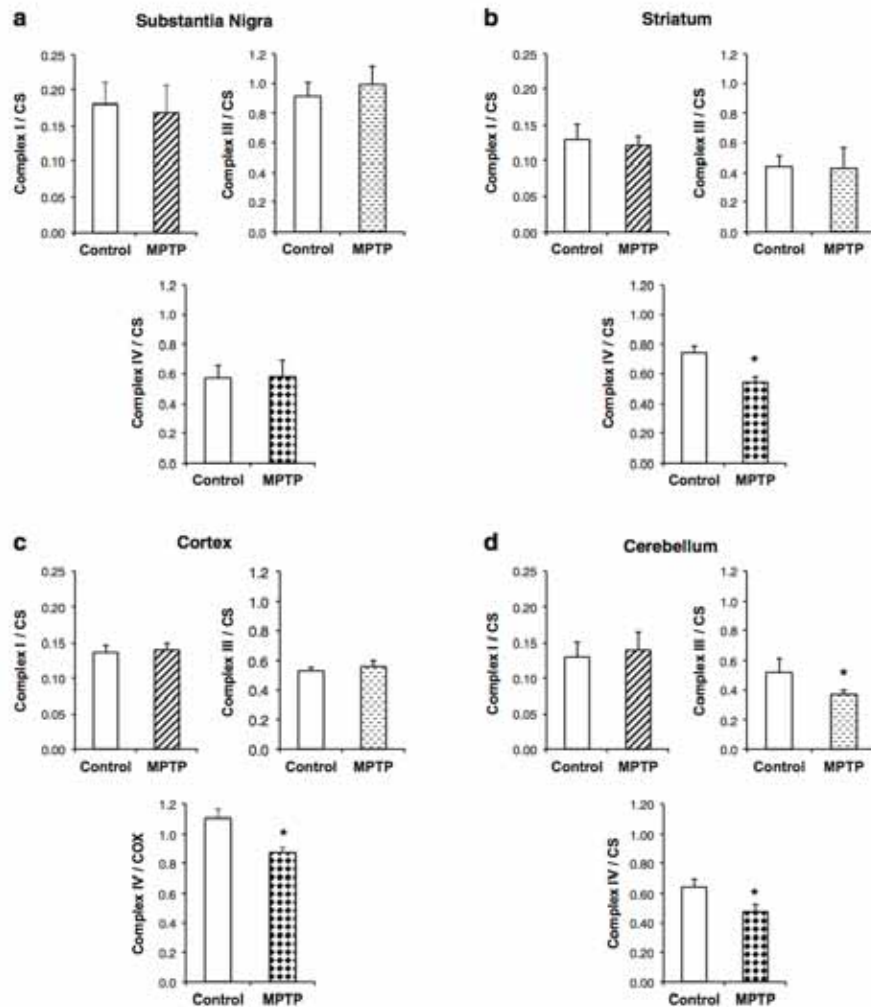 a
Substantia Nigra
Complex I / CS
0.25
0.20
0.15
0.10
0.05
0.00
Control MPTP
Complex III / CS
1.2
1.0
0.8
0.6
0.4
0.2
0.0
Control MPTP
Complex IV / CS
1.2
1.0
0.8
0.6
0.4
0.2
0.0
Control MPTP
b
Striatum
Complex I / CS
0.25
0.20
0.15
0.10
0.05
0.00
Control MPTP
Complex III / CS
1.2
1.0
0.8
0.6
0.4
0.2
0.0
Control MPTP
Complex IV / CS
1.20
1.00
0.80
*
0.60
0.40
0.20
0.00
Control MPTP
c
Cortex
Complex I / CS
0.25
0.20
0.15
0.10
0.05
0.00
Control MPTP
Complex III / CS
1.2
1.0
0.8
0.6
0.4
0.2
0.0
Control MPTP
Complex IV / COX
1.2
1.0
*
0.8
0.6
0.4
0.2
0.0
Control MPTP
d
Cerebellum
Complex I / CS
0.25
0.20
0.15
0.10
0.05
0.00
Control MPTP
Complex III / CS
1.2
1.0
0.8
0.6
*
0.4
0.2
0.0
Control MPTP
Complex IV / CS
1.20
1.00
0.80
0.60
*
0.40
0.20
0.00
Control MPTP